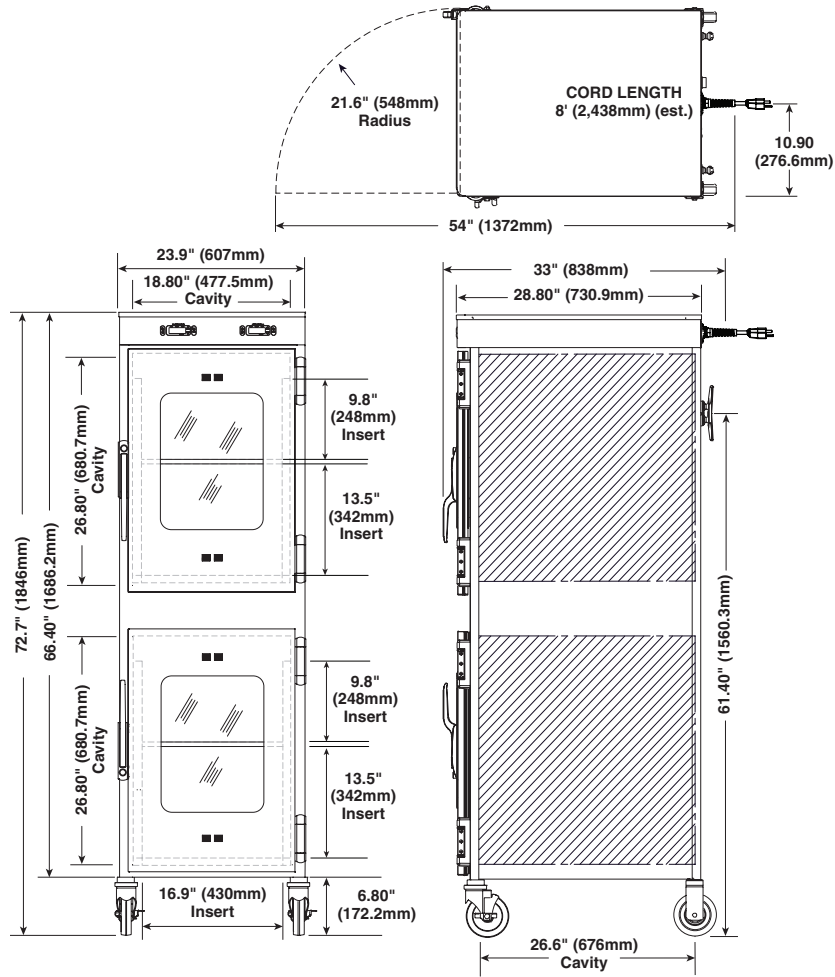 21.6" (548mm)
Radius
CORD LENGTH
8' (2,438mm) (est.)
10.90
(276.6mm)
54" (1372mm)
23.9" (607mm)
18.80" (477.5mm)
Cavity
33" (838mm)
28.80" (730.9mm)
72.7" (1846mm)
66.40" (1686.2mm)
26.80" (680.7mm)
Cavity
9.8"
(248mm)
Insert
13.5"
(342mm)
Insert
26.80" (680.7mm)
Cavity
9.8"
(248mm)
Insert
13.5"
(342mm)
Insert
61.40" (1560.3mm)
16.9" (430mm)
Insert
6.80"
(172.2mm)
26.6" (676mm)
Cavity